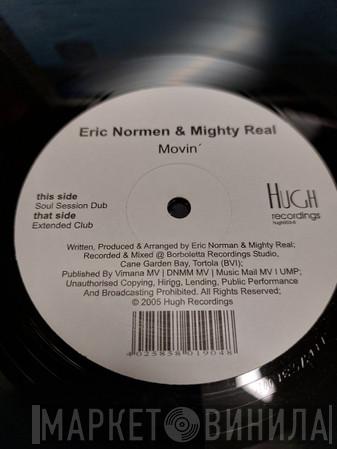 Eric Normen & Mighty Real
Movin´
this side
Soul Session Dub
that side
Extended Club
HUGH
recordings
Written, Produced & Arranged by Eric Norman & Mighty Real;
Recorded & Mixed @ Borboletta Recordings Studio,
Cane Garden Bay, Tortola (BVI);
Published By Vimana MV | DNMM MV | Music Mail MV I UMP;
Unauthorised Copying, Hiring, Lending, Public Performance
And Broadcasting Prohibited. All Rights Reserved;
© 2005 Hugh Recordings
4025858019048
МАРКЕТ ВИНИЛА